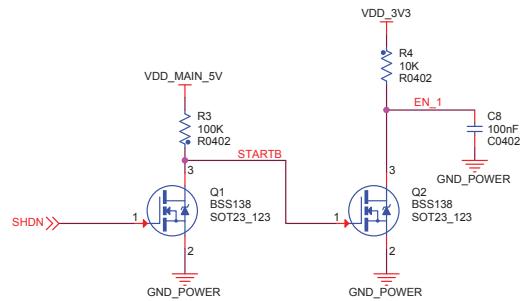 VDD_3V3
R4
10K
R0402
VDD_MAIN_5V
EN_1
R3
100K
R0402
C8
100nF
C0402
STARTB
GND_POWER
3
3
Q1
BSS138
SOT23_123
Q2
BSS138
SOT23_123
SHDN
1
1
2
2
GND_POWER
GND_POWER